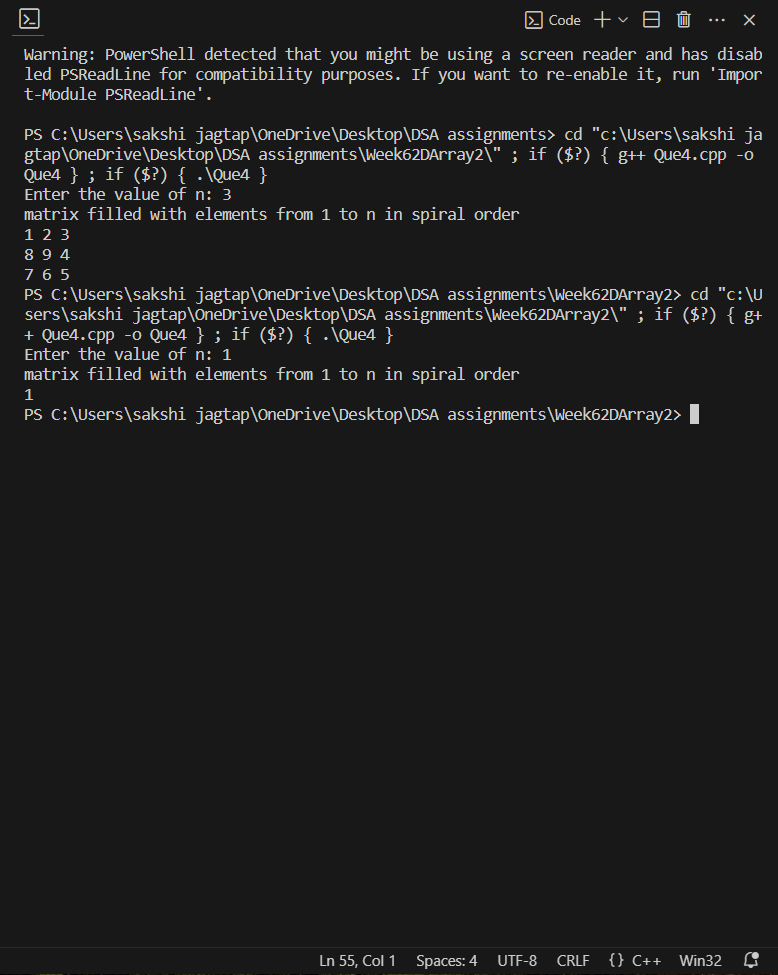 Code
Warning: PowerShell detected that you might be using a screen reader and has disab
led PSReadLine for compatibility purposes. If you want to re-enable it, run 'Impor
t-Module PSReadLine'.
PS C:\Users\sakshi jagtap\OneDrive\Desktop\DSA assignments> cd "c:\Users\sakshi ja
gtap\OneDrive\Desktop\DSA assignments\Week62DArray2\" ; if ($?) { g++ Que4.cpp -o
Que4 } ; if ($?) { .\Que4 }
Enter the value of n: 3
matrix filled with elements from 1 to n in spiral order
1 2 3
8 9 4
7 6 5
PS C:\Users\sakshi jagtap\OneDrive\Desktop\DSA assignments\Week62DArray2> cd "c:\U
sers\sakshi jagtap\OneDrive\Desktop\DSA assignments\Week62DArray2\" ; if ($?) { g+
+ Que4.cpp -o Que4 } ; if ($?) { .\Que4 }
Enter the value of n: 1
matrix filled with elements from 1 to n in spiral order
1
PS C:\Users\sakshi jagtap\OneDrive\Desktop\DSA assignments\Week62DArray2>
Ln 55, Col 1 Spaces: 4 UTF-8 CRLF {} C++ Win32